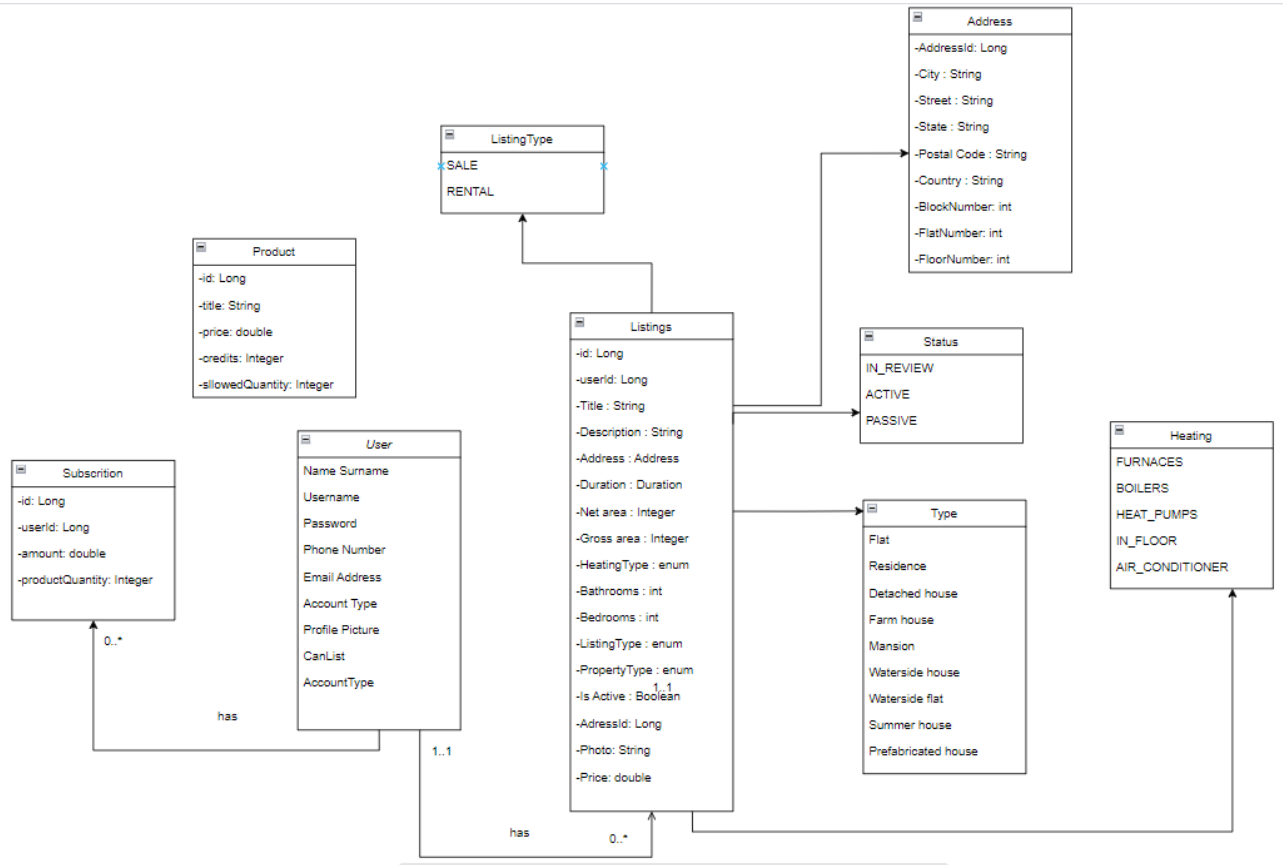 Address
-AddressId: Long
-City : String
-Street : String
-State : String
-Postal Code : String
-Country : String
-BlockNumber: int
-FlatNumber: int
-FloorNumber: int
ListingType
SALE
RENTAL
Product
-id: Long
-title: String
-price: double
-credits: Integer
-sllowedQuantity: Integer
Listings
-id: Long
-userId: Long
-Title : String
-Description : String
-Address : Address
-Duration : Duration
-Net area : Integer
-Gross area : Integer
-HeatingType : enum
-Bathrooms : int
-Bedrooms : int
-ListingType : enum
-PropertyType : enum
1..1
-Is Active : Boolean
-AdressId: Long
-Photo: String
-Price: double
Status
IN_REVIEW
ACTIVE
PASSIVE
Heating
FURNACES
BOILERS
HEAT_PUMPS
IN_FLOOR
AIR_CONDITIONER
User
Name Surname
Username
Password
Phone Number
Email Address
Account Type
Profile Picture
CanList
AccountType
Subscrition
-id: Long
-userId: Long
-amount: double
-productQuantity: Integer
0..*
has
1..1
Type
Flat
Residence
Detached house
Farm house
Mansion
Waterside house
Waterside flat
Summer house
Prefabricated house
has
0..*